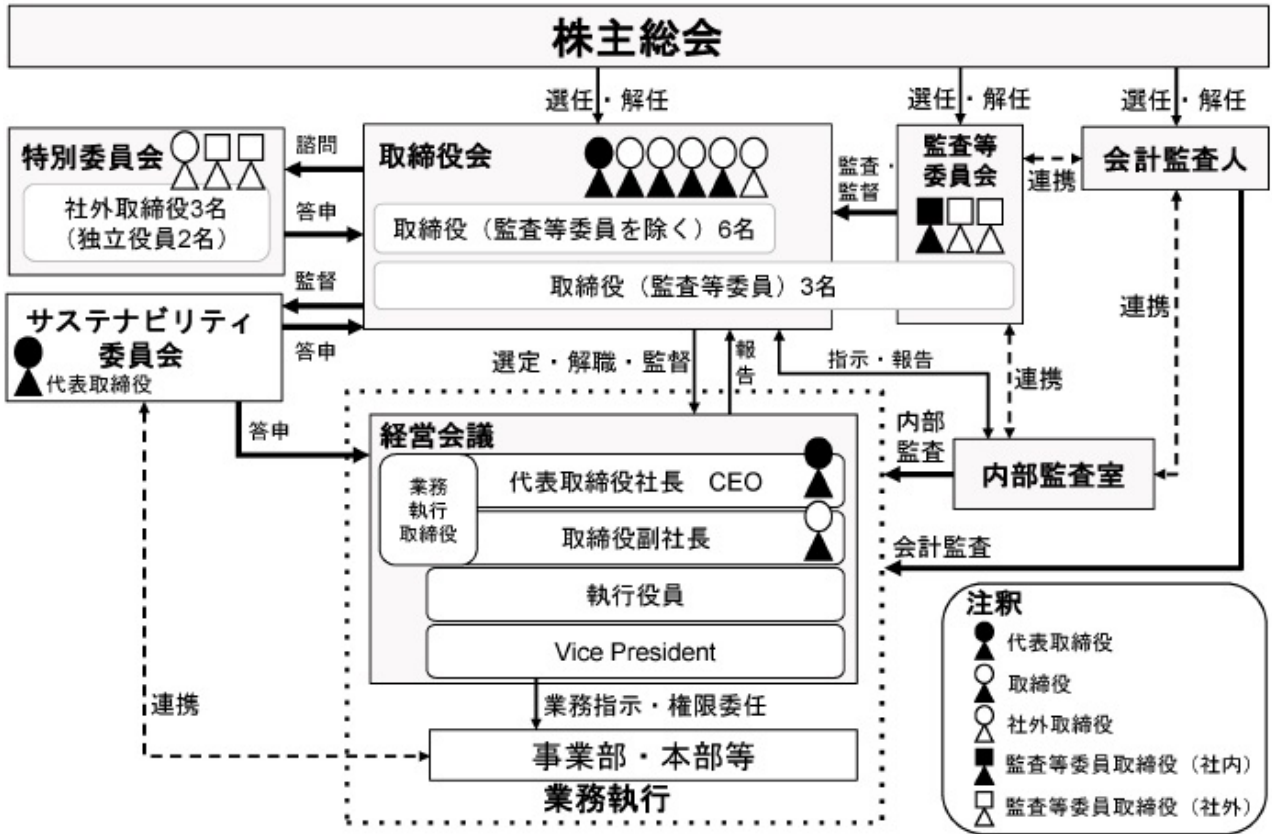 株主総会
選任・解任
選任・解任
選任・解任
特別委員会
社外取締役3名
（独立役員2名）
諮問
答申
取締役会
取締役（監査等委員を除く）6名
取締役（監査等委員）3名
監査・
監督
監査等
委員会
連携
会計監査人
監督
答申
サステナビリティ
委員会
代表取締役
選定・解職・監督
報
告
指示・報告
連携
連携
答申
経営会議
業務
執行
取締役
代表取締役社長　CEO
取締役副社長
執行役員
Vice President
内部
監査
内部監査室
会計監査
連携
業務指示・権限委任
事業部・本部等
業務執行
注釈
代表取締役
取締役
社外取締役
監査等委員取締役（社内）
監査等委員取締役（社外）